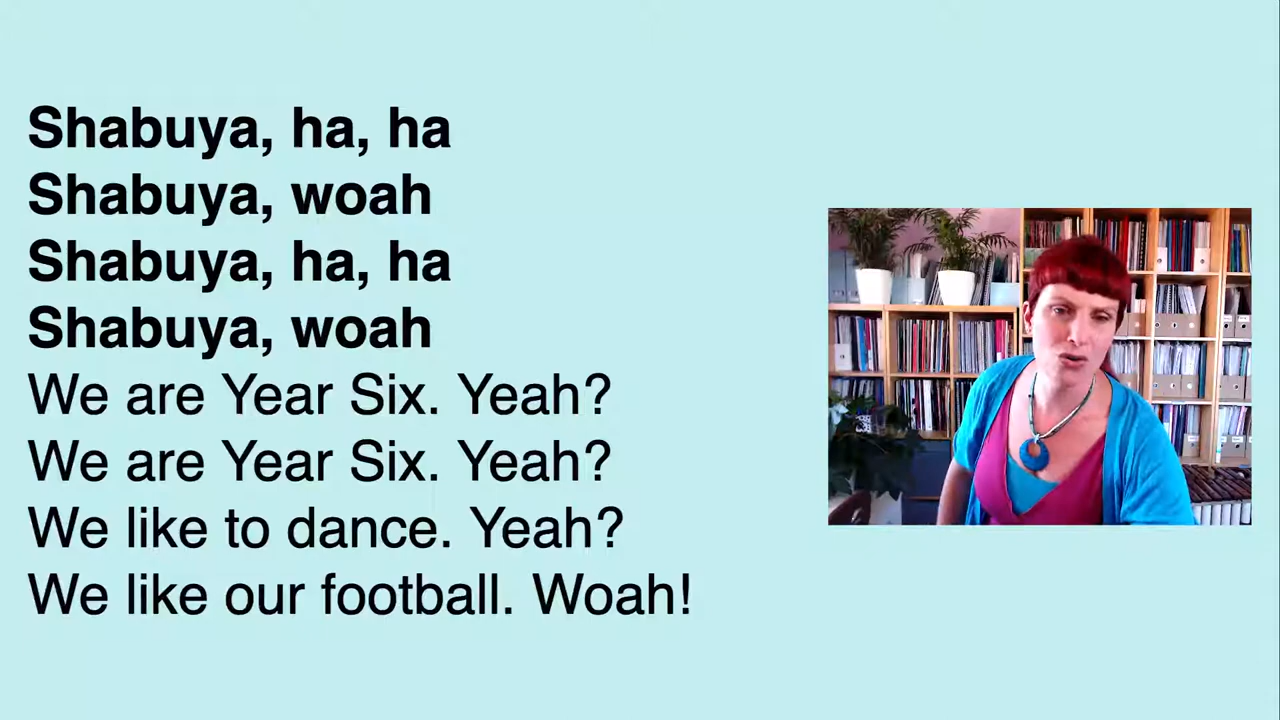 Shabuya, ha, ha
Shabuya, woah
Shabuya, ha, ha
Shabuya, woah
We are Year Six. Yeah?
We are Year Six. Yeah?
We like to dance. Yeah?
We like our football. Woah!